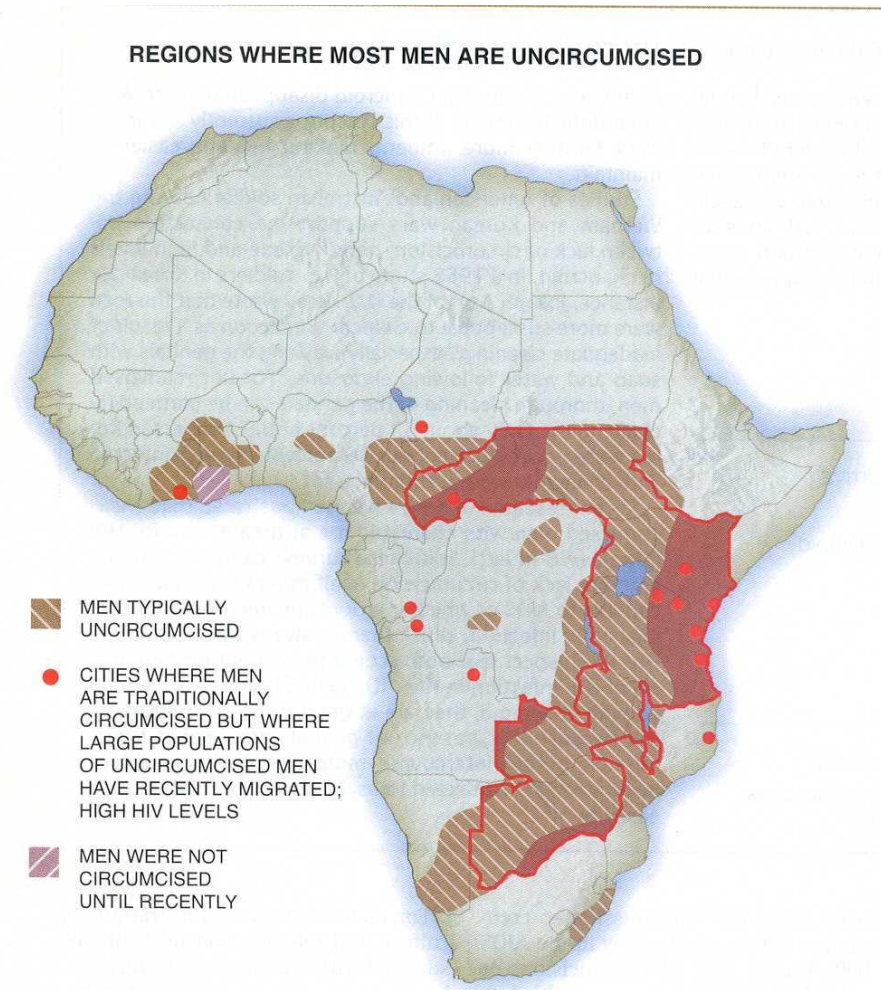 REGIONS WHERE MOST MEN ARE UNCIRCUMCISED
MEN TYPICALLY
UNCIRCUMCISED
CITIES WHERE MEN
ARE TRADITIONALLY
CIRCUMCISED BUT WHERE
LARGE POPULATIONS
OF UNCIRCUMCISED MEN
HAVE RECENTLY MIGRATED;
HIGH HIV LEVELS
MEN WERE NOT
CIRCUMCISED
UNTIL RECENTLY